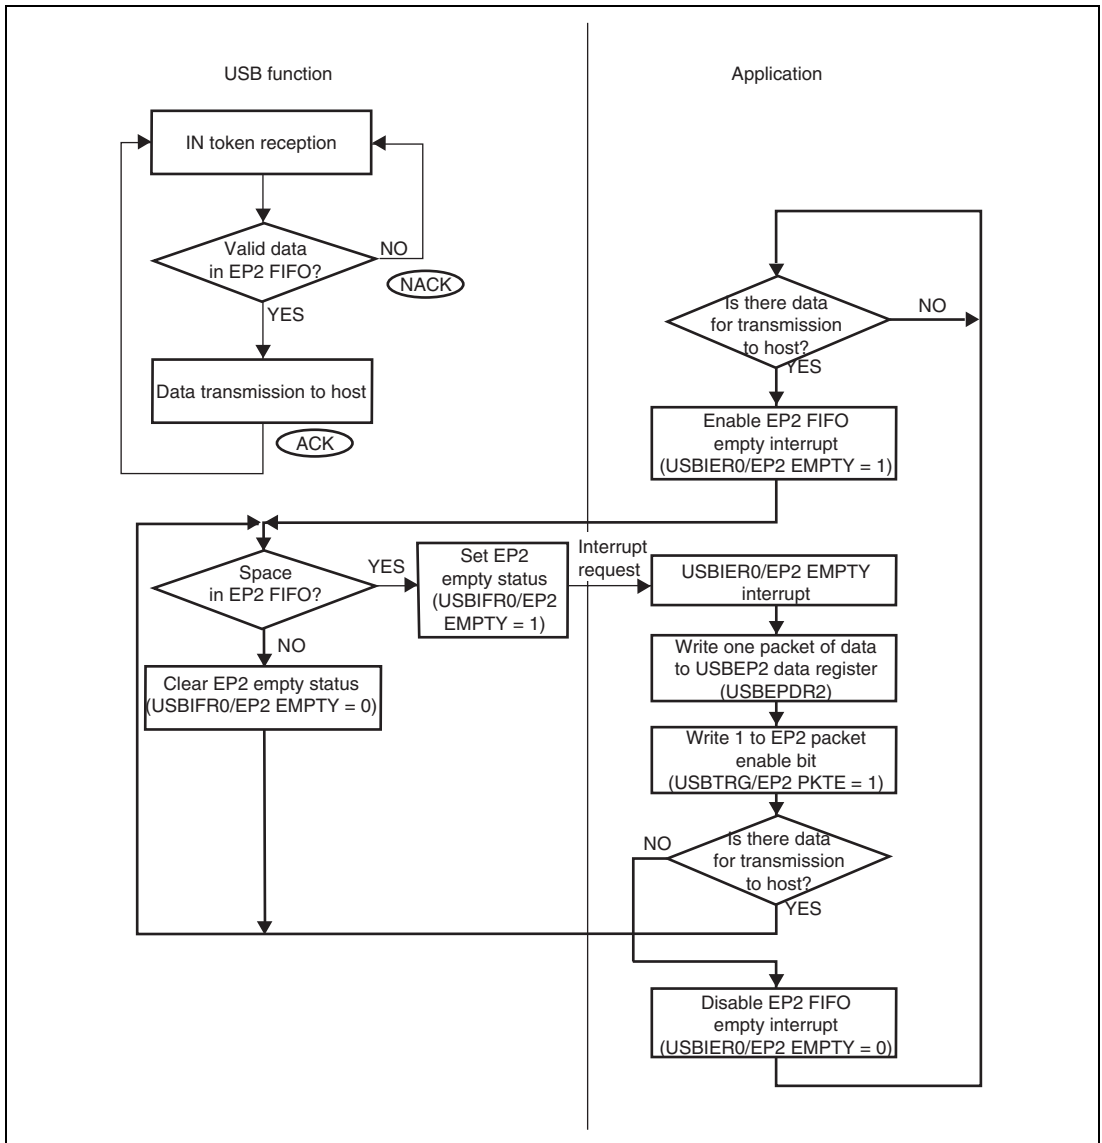 USB function
Application
IN token reception
Valid data
in EP2 FIFO?
NO
NACK
YES
Data transmission to host
ACK
Is there data
for transmission
to host?
NO
YES
Enable EP2 FIFO
empty interrupt
(USBIER0/EP2 EMPTY = 1)
Space
in EP2 FIFO?
YES
Set EP2
empty status
(USBIFR0/EP2
EMPTY = 1)
Interrupt
request
USBIER0/EP2 EMPTY
interrupt
NO
Clear EP2 empty status
(USBIFR0/EP2 EMPTY = 0)
Write one packet of data
to USBEP2 data register
(USBEPDR2)
Write 1 to EP2 packet
enable bit
(USBTRG/EP2 PKTE = 1)
NO
Is there data
for transmission
to host?
YES
Disable EP2 FIFO
empty interrupt
(USBIER0/EP2 EMPTY = 0)